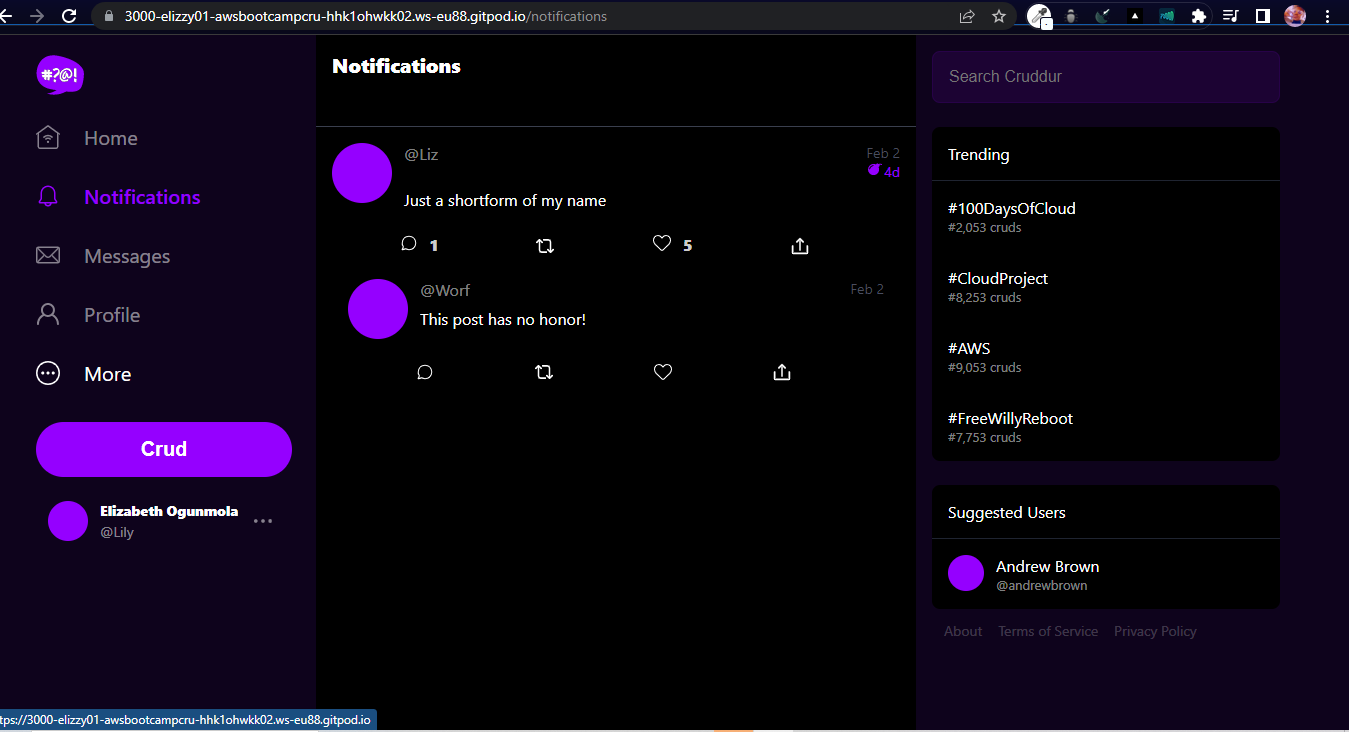 3000-elizzy01-awsbootcampcru-hhk1ohwkk02.ws-eu88.gitpod.io/notifications
#?@!
Home
Notifications
Messages
Profile
More
Crud
Elizabeth Ogunmola
@Lily
Notifications
@Liz
Feb 2
4d
Just a shortform of my name
1
5
@Worf
Feb 2
This post has no honor!
Search Cruddur
Trending
#100DaysOfCloud
#2,053 cruds
#CloudProject
#8,253 cruds
#AWS
#9,053 cruds
#FreeWillyReboot
#7,753 cruds
Suggested Users
Andrew Brown
@andrewbrown
About Terms of Service Privacy Policy
tps://3000-elizzy01-awsbootcampcru-hhk1ohwkk02.ws-eu88.gitpod.io